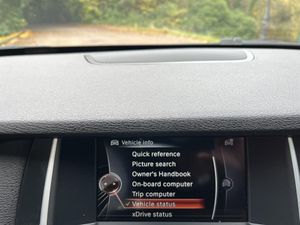 Vehicle info
Quick reference
Picture search
Owner's Handbook
On-board computer
Trip computer
Vehicle status
xDrive status